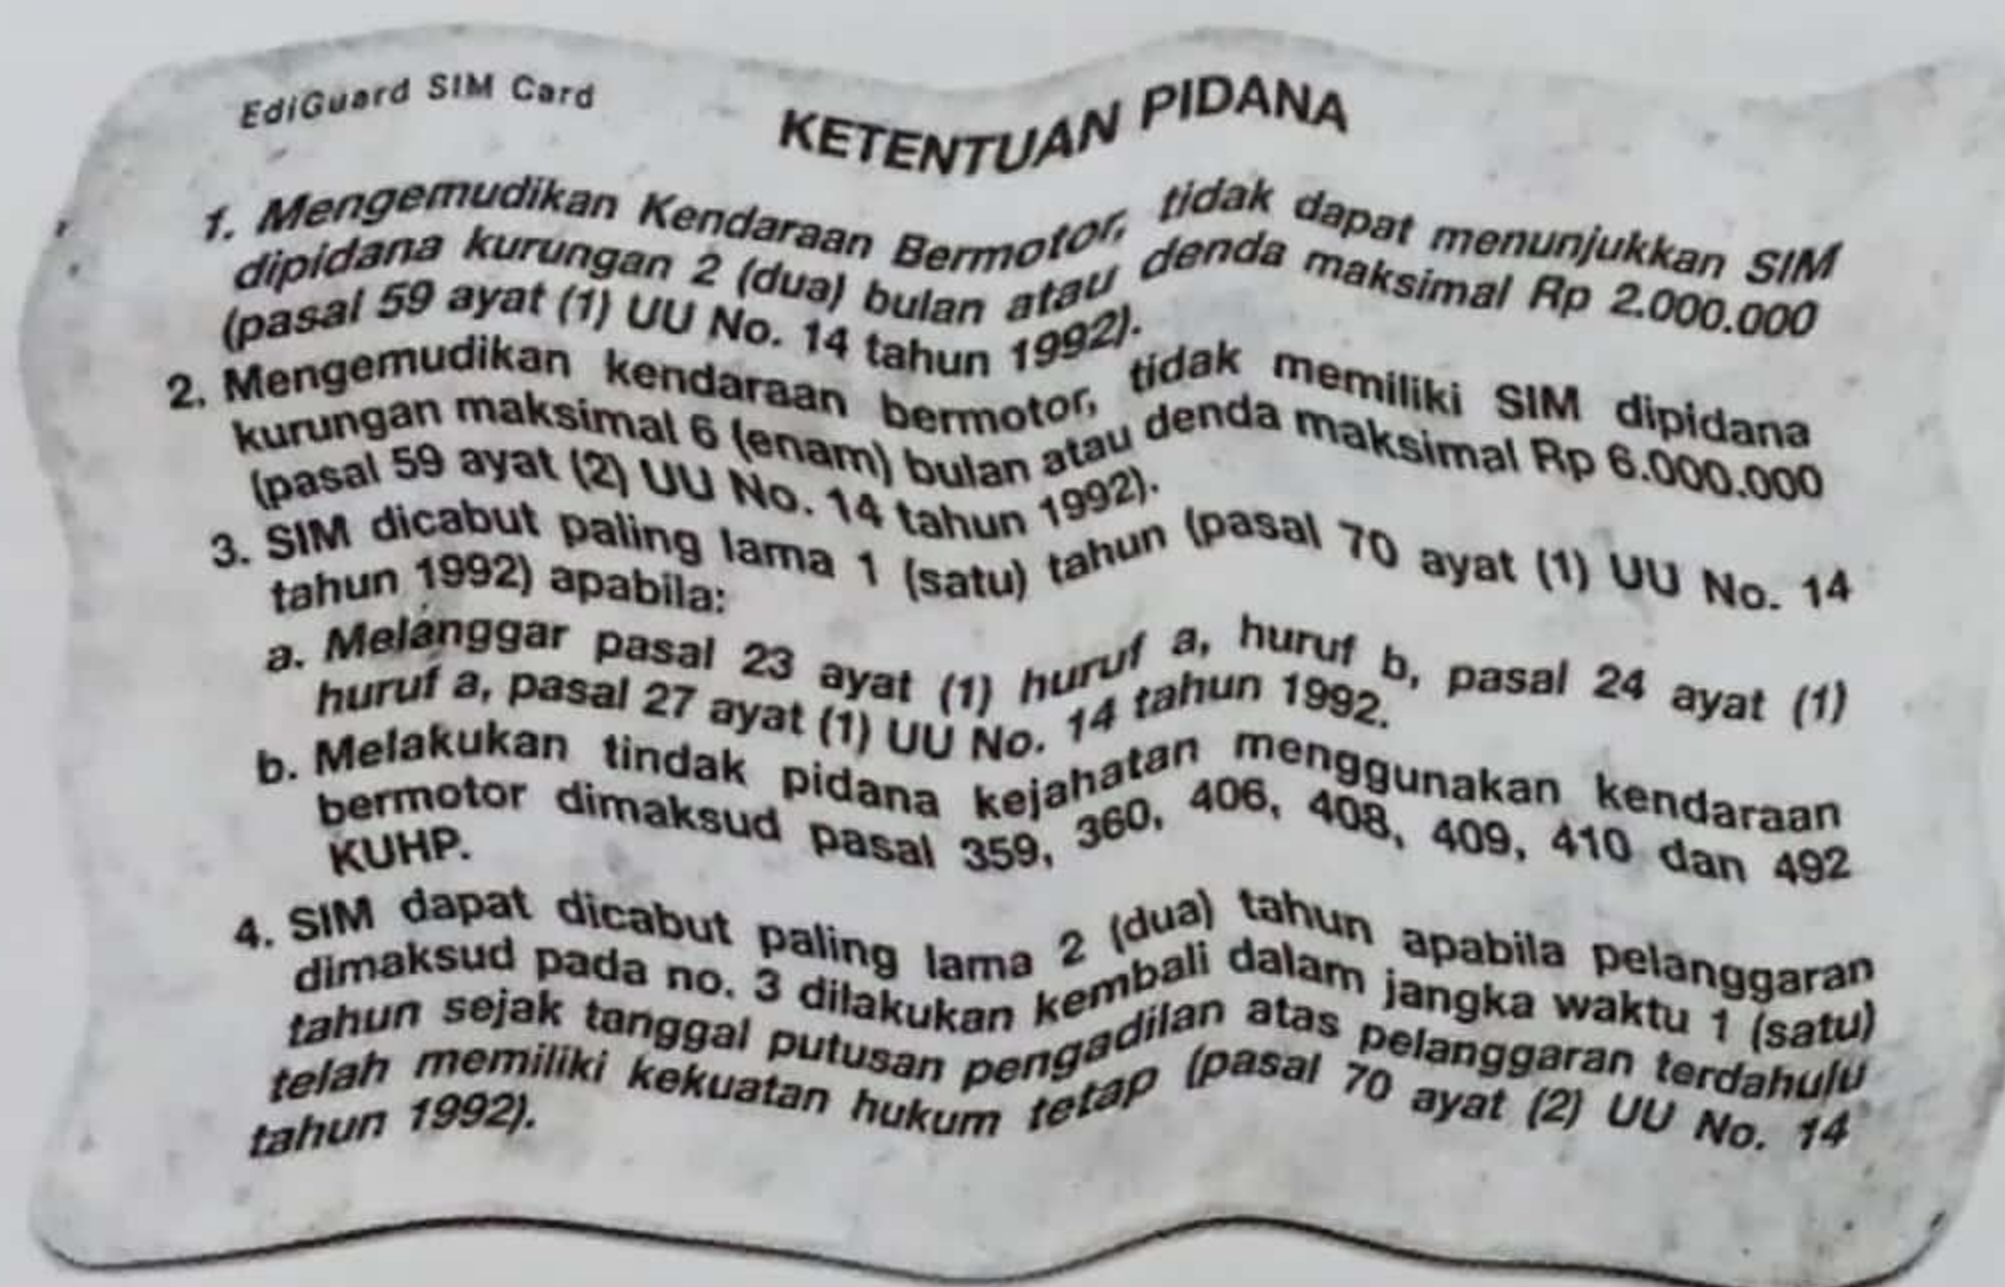 EdiGuard SIM Card
KETENTUAN PIDANA
1. Mengemudikan Kendaraan Bermotor, tidak dapat menunjukkan SIM
dipidana kurungan 2 (dua) bulan atau denda maksimal Rp 2.000.000
(pasal 59 ayat (1) UU No. 14 tahun 1992).
2. Mengemudikan kendaraan bermotor, tidak memiliki SIM dipidana
kurungan maksimal 6 (enam) bulan atau denda maksimal Rp 6.000.000
(pasal 59 ayat (2) UU No. 14 tahun 1992).
3. SIM dicabut paling lama 1 (satu) tahun (pasal 70 ayat (1) UU No. 14
tahun 1992) apabila:
a. Melanggar pasal 23 ayat (1) huruf a, huruf b, pasal 24 ayat (1)
huruf a, pasal 27 ayat (1) UU No. 14 tahun 1992.
b. Melakukan tindak pidana kejahatan menggunakan kendaraan
bermotor dimaksud pasal 359, 360, 406, 408, 409, 410 dan 492
KUHP.
4. SIM dapat dicabut paling lama 2 (dua) tahun apabila pelanggaran
dimaksud pada no. 3 dilakukan kembali dalam jangka waktu 1 (satu)
tahun sejak tanggal putusan pengadilan atas pelanggaran terdahulu
telah memiliki kekuatan hukum tetap (pasal 70 ayat (2) UU No. 14
tahun 1992).